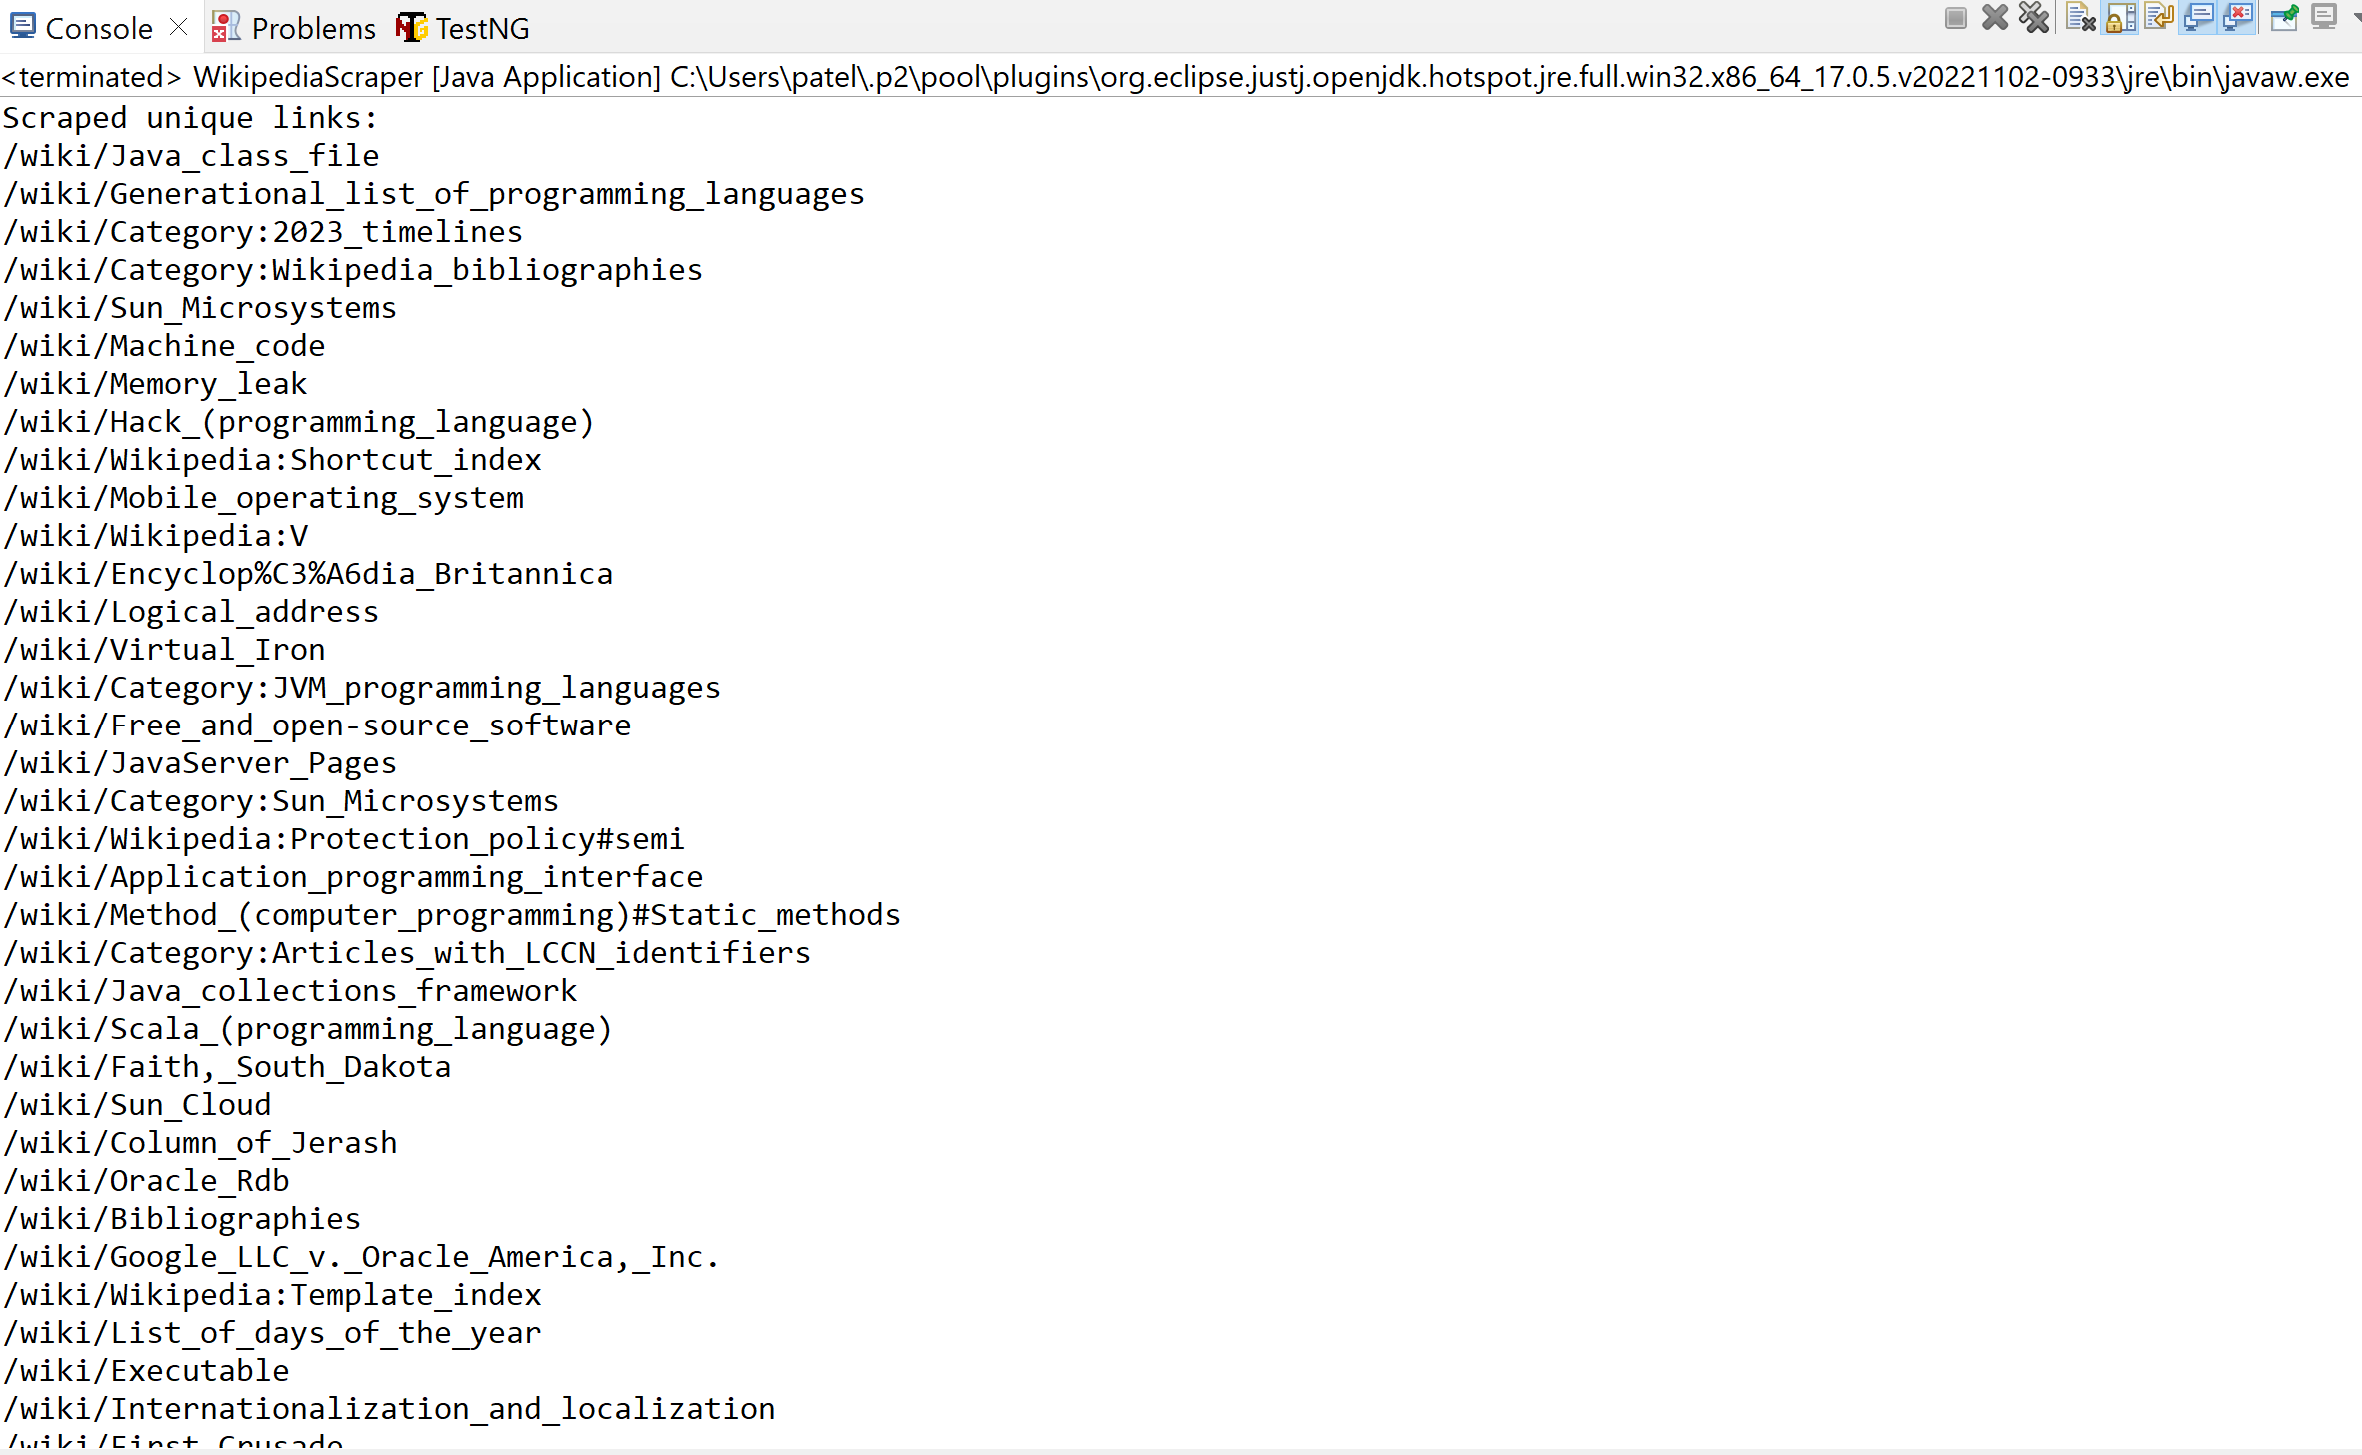 Console Problems TestNG
<terminated> WikipediaScraper [Java Application] C:\Users\patel\.p2\pool\plugins\org.eclipse.justj.openjdk.hotspot.jre.full.win32.x86_64_17.0.5.v20221102-0933\jre\bin\javaw.exe
Scraped unique links:
/wiki/Java_class_file
/wiki/Generational_list_of_programming_languages
/wiki/Category:2023_timelines
/wiki/Category:Wikipedia_bibliographies
/wiki/Sun_Microsystems
/wiki/Machine_code
/wiki/Memory_leak
/wiki/Hack_(programming_language)
/wiki/Wikipedia:Shortcut_index
/wiki/Mobile_operating_system
/wiki/Wikipedia:V
/wiki/Encyclop%C3%A6dia_Britannica
/wiki/Logical_address
/wiki/Virtual_Iron
/wiki/Category:JVM_programming_languages
/wiki/Free_and_open-source_software
/wiki/JavaServer_Pages
/wiki/Category:Sun_Microsystems
/wiki/Wikipedia:Protection_policy#semi
/wiki/Application_programming_interface
/wiki/Method_(computer_programming)#Static_methods
/wiki/Category:Articles_with_LCCN_identifiers
/wiki/Java_collections_framework
/wiki/Scala_(programming_language)
/wiki/Faith,_South_Dakota
/wiki/Sun_Cloud
/wiki/Column_of_Jerash
/wiki/Oracle_Rdb
/wiki/Bibliographies
/wiki/Google_LLC_v._Oracle_America,_Inc.
/wiki/Wikipedia:Template_index
/wiki/List_of_days_of_the_year
/wiki/Executable
/wiki/Internationalization_and_localization
/wiki/First_Crusade